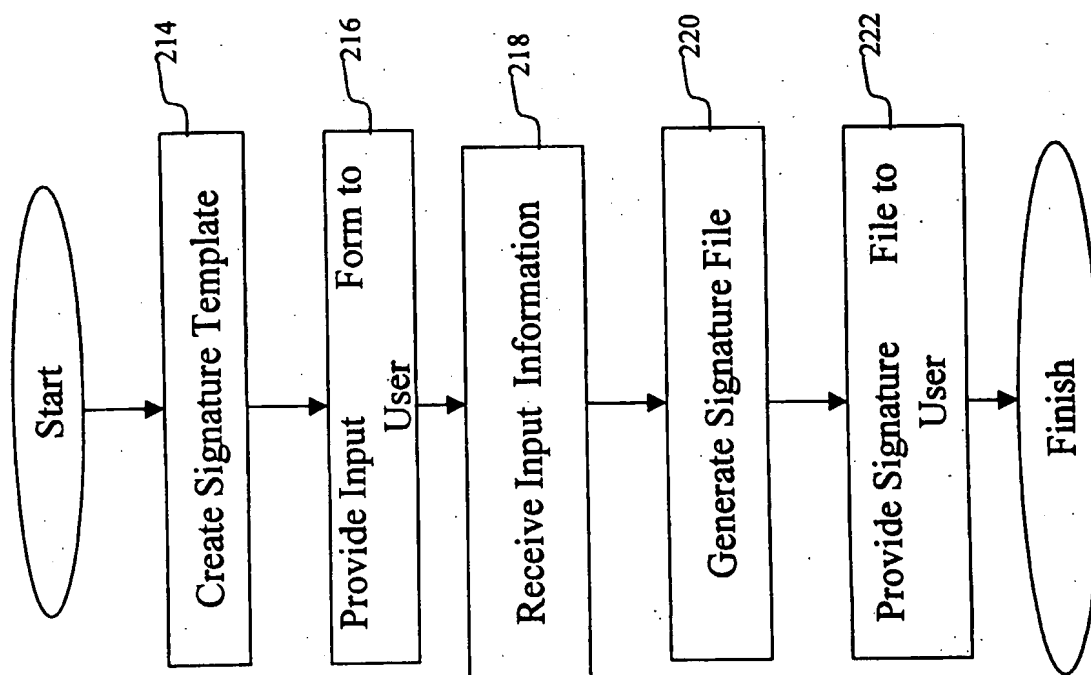 Start
Create Signature Template
214
Provide Input Form to
User
216
Receive Input Information
218
Generate Signature File
220
Provide Signature File to
User
222
Finish